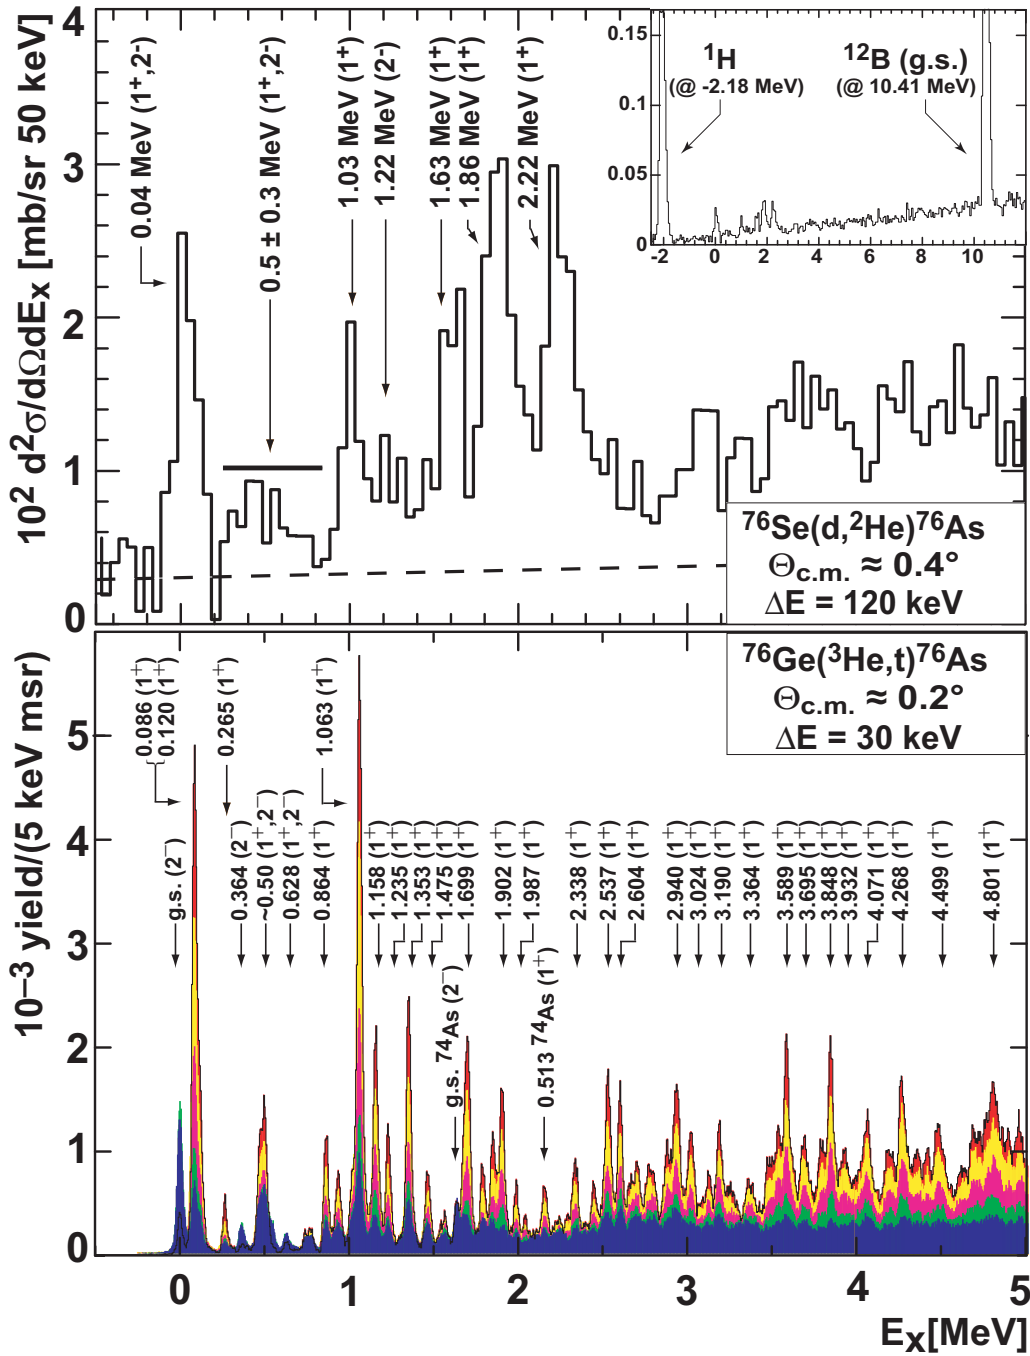 10² d²σ/dΩdEx [mb/sr 50 keV]
4
3
2
1
0
0.04 MeV (1⁺,2-)
0.5 ± 0.3 MeV (1⁺,2-)
1.03 MeV (1⁺)
1.22 MeV (2-)
1.63 MeV (1⁺)
1.86 MeV (1⁺)
2.22 MeV (1⁺)
0.15
0.1
0.05
0
¹H
(@ -2.18 MeV)
¹²B (g.s.)
(@ 10.41 MeV)
-2 0 2 4 6 8 10 12
⁷⁶Se(d,²He)⁷⁶As
Θc.m. ≈ 0.4°
ΔE = 120 keV
10⁻³ yield/(5 keV msr)
5
4
3
2
1
0
⁷⁶Ge(³He,t)⁷⁶As
Θc.m. ≈ 0.2°
ΔE = 30 keV
g.s. (2⁻)
0.086 (1⁺)
0.120 (1⁺)
0.265 (1⁺)
0.364 (2⁻)
~0.50 (1⁺,2⁻)
0.628 (1⁺,2⁻)
0.864 (1⁺)
1.063 (1⁺)
1.158 (1⁺)
1.235 (1⁺)
1.353 (1⁺)
1.475 (1⁺)
g.s. ⁷⁴As (2⁻)
1.699 (1⁺)
1.902 (1⁺)
1.987 (1⁺)
0.513 ⁷⁴As (1⁺)
2.338 (1⁺)
2.537 (1⁺)
2.604 (1⁺)
2.940 (1⁺)
3.024 (1⁺)
3.190 (1⁺)
3.364 (1⁺)
3.589 (1⁺)
3.695 (1⁺)
3.848 (1⁺)
3.932 (1⁺)
4.071 (1⁺)
4.268 (1⁺)
4.499 (1⁺)
4.801 (1⁺)
0 1 2 3 4 5
Ex[MeV]